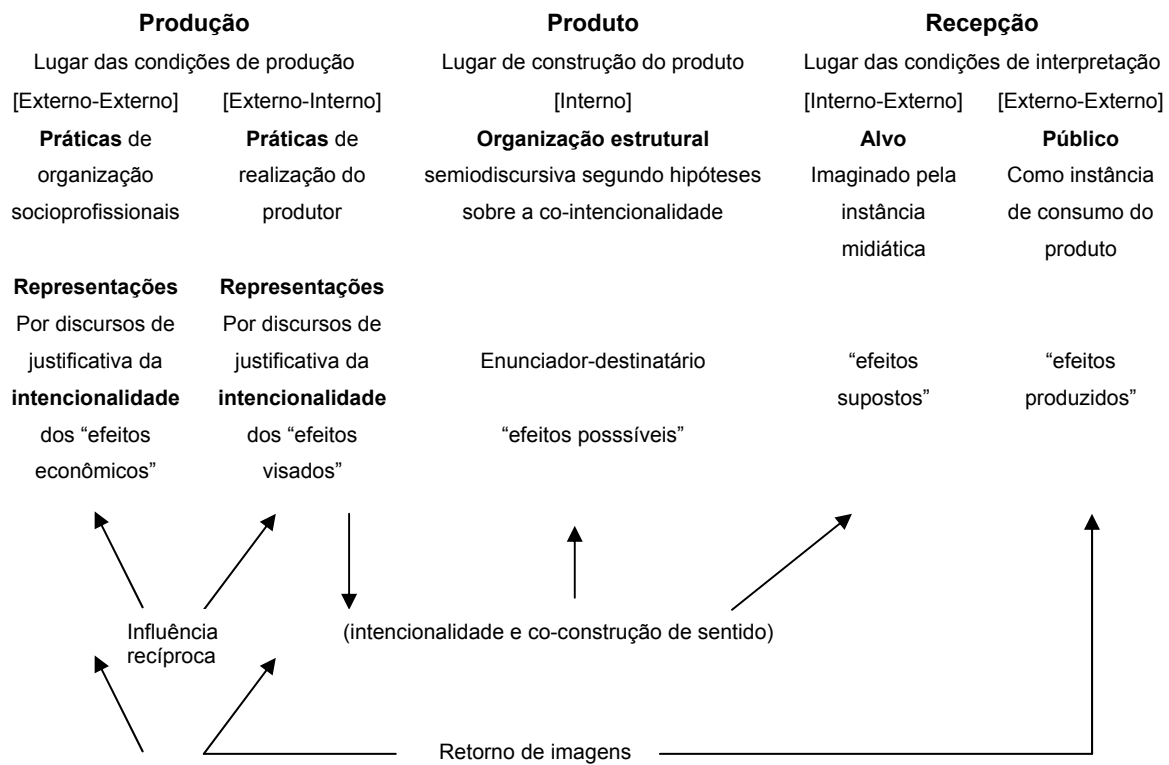 Produção Produto Recepção
Lugar das condições de produção Lugar de construção do produto Lugar das condições de interpretação
[Externo-Externo] [Externo-Interno] [Interno] [Interno-Externo] [Externo-Externo]
Práticas de Práticas de Organização estrutural Alvo Público
organização realização do semiodiscursiva segundo hipóteses Imaginado pela Como instância
socioprofissionais produtor sobre a co-intencionalidade instância de consumo do
midiática produto
Representações Representações
Por discursos de Por discursos de
justificativa da justificativa da Enunciador-destinatário “efeitos “efeitos
intencionalidade intencionalidade supostos” produzidos”
dos “efeitos dos “efeitos “efeitos posssíveis”
econômicos” visados”
Influência (intencionalidade e co-construção de sentido)
recíproca
Retorno de imagens